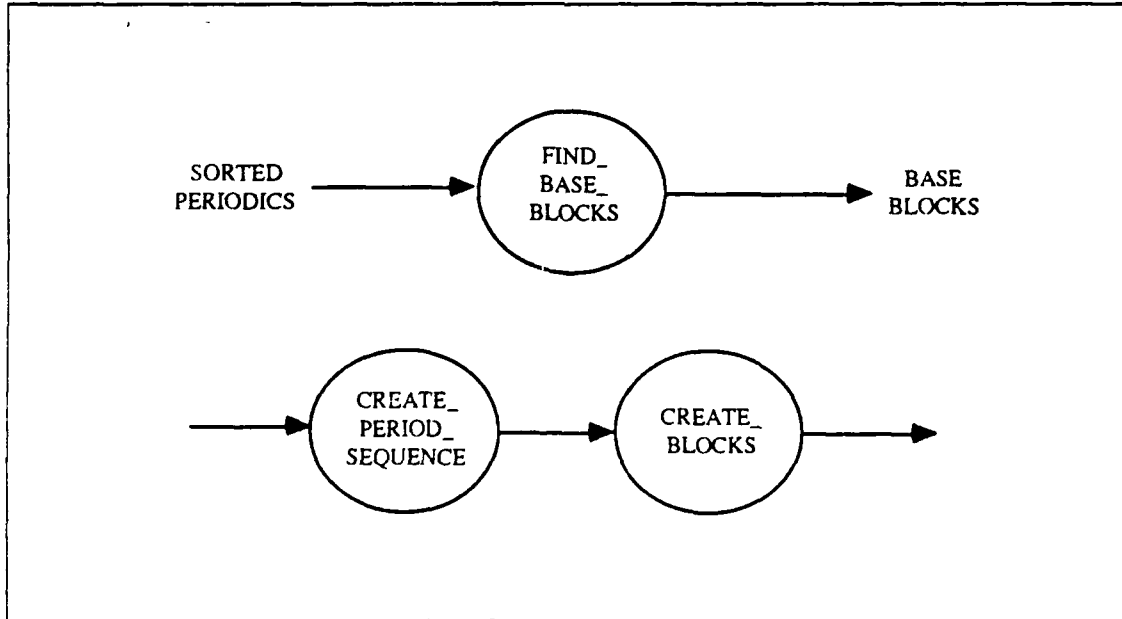 SORTED
PERIODICS
FIND_
BASE_
BLOCKS
BASE
BLOCKS
CREATE_
PERIOD_
SEQUENCE
CREATE_
BLOCKS